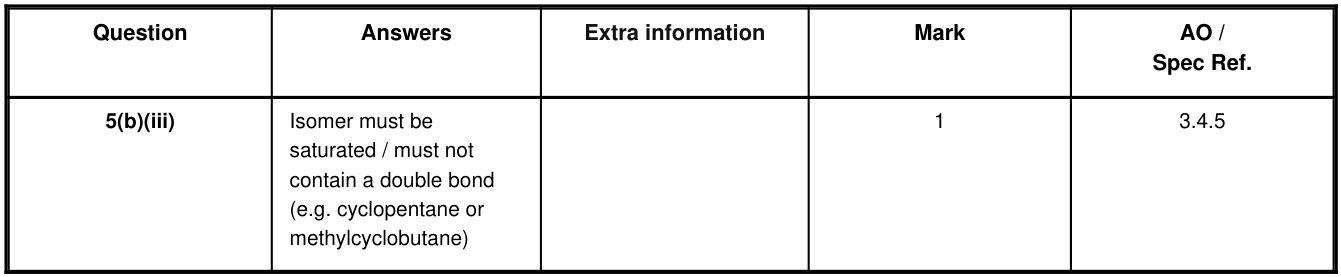 Question
Answers
Extra information
Mark
AO /
Spec Ref.
5(b)(iii)
Isomer must be
saturated / must not
contain a double bond
(e.g. cyclopentane or
methylcyclobutane)
1
3.4.5